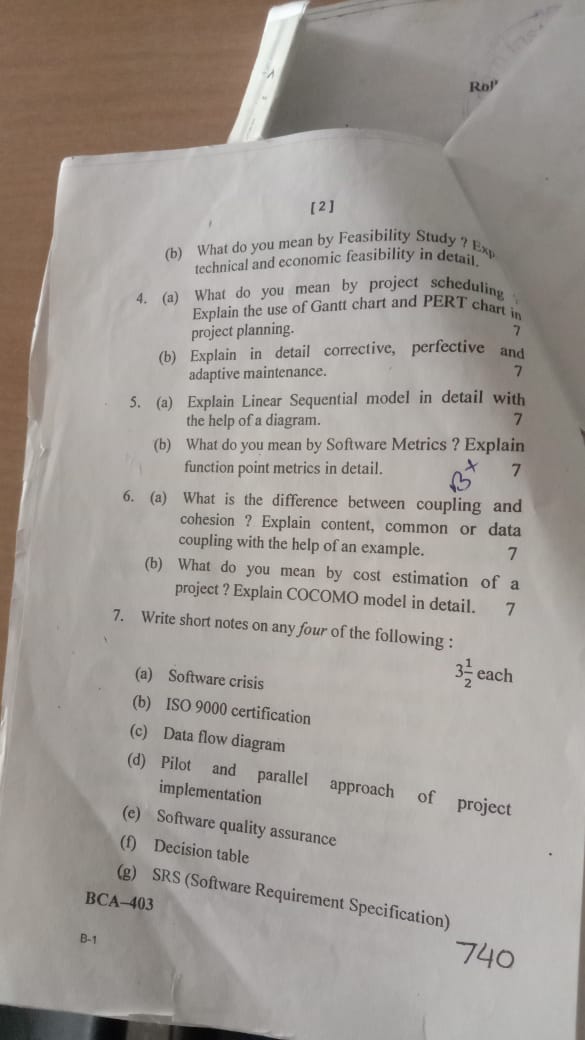 Roll
[ 2 ]
(b) What do you mean by Feasibility Study ? Exp
technical and economic feasibility in detail.
4. (a) What do you mean by project scheduling
Explain the use of Gantt chart and PERT chart in
project planning. 7
(b) Explain in detail corrective, perfective and
adaptive maintenance. 7
5. (a) Explain Linear Sequential model in detail with
the help of a diagram. 7
(b) What do you mean by Software Metrics ? Explain
function point metrics in detail. 7
6. (a) What is the difference between coupling and
cohesion ? Explain content, common or data
coupling with the help of an example. 7
(b) What do you mean by cost estimation of a
project ? Explain COCOMO model in detail. 7
7. Write short notes on any four of the following :
3 1/2 each
(a) Software crisis
(b) ISO 9000 certification
(c) Data flow diagram
(d) Pilot and parallel approach of project
implementation
(e) Software quality assurance
(f) Decision table
(g) SRS (Software Requirement Specification)
BCA–403
B-1
740